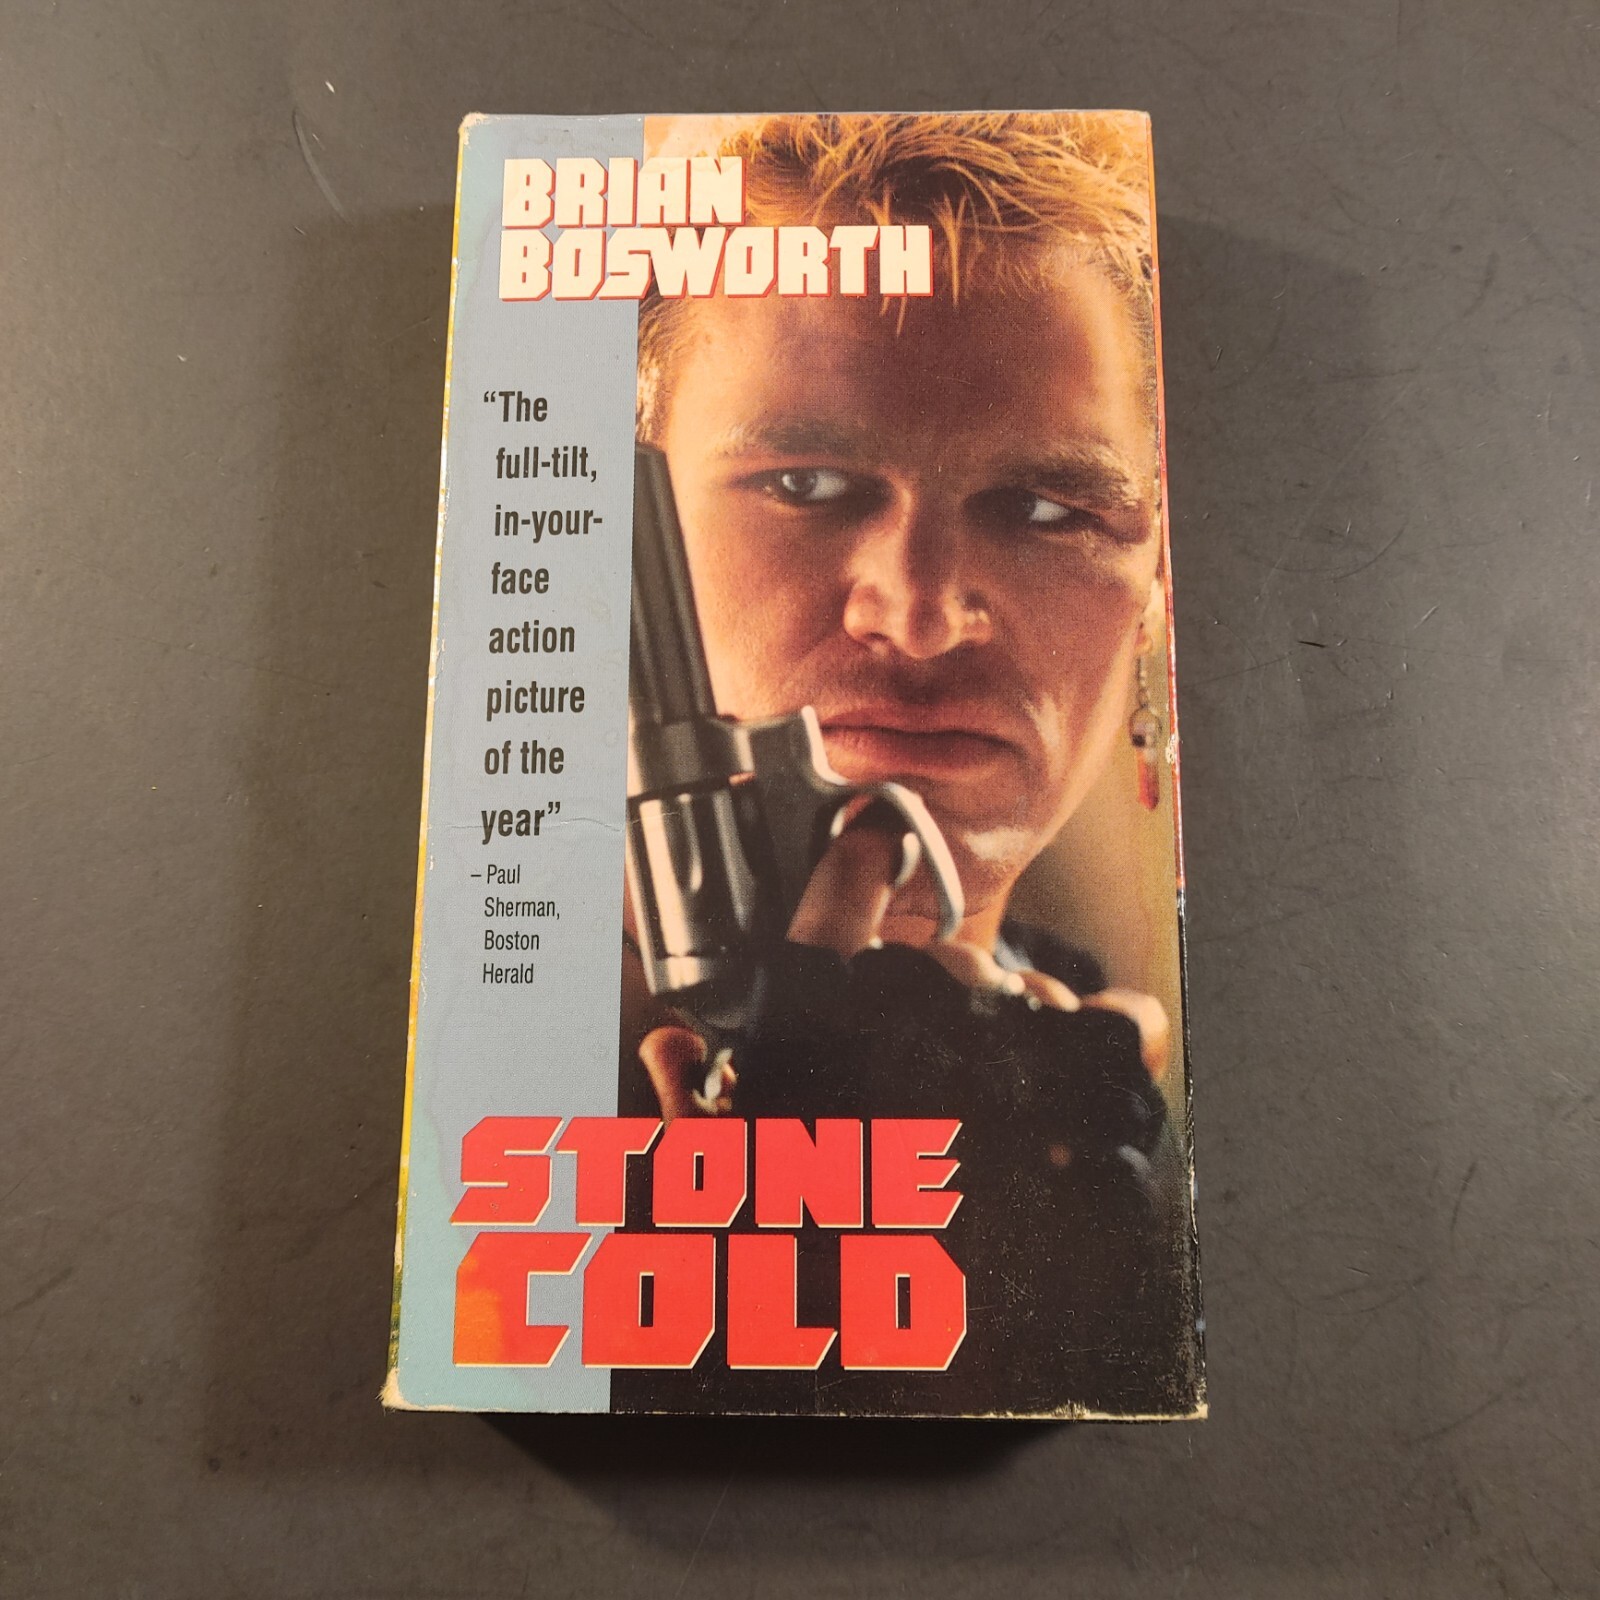 BRIAN
BOSWORTH
“The
full-tilt,
in-your-
face
action
picture
of the
year”
– Paul
Sherman,
Boston
Herald
STONE
COLD